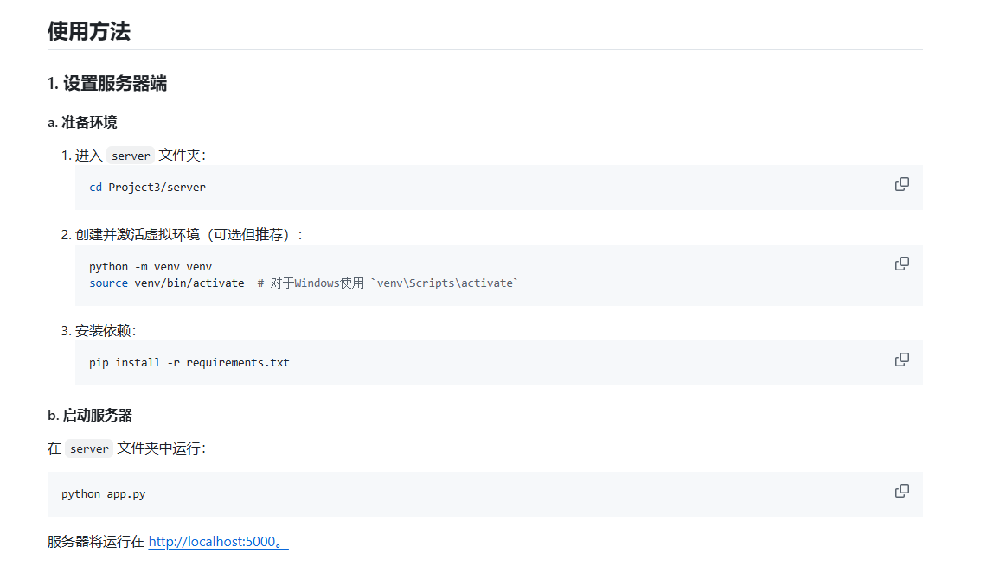 使用方法
1. 设置服务器端
a. 准备环境
1. 进入 server 文件夹：
cd Project3/server
2. 创建并激活虚拟环境（可选但推荐）：
python -m venv venv
source venv/bin/activate  # 对于Windows使用 `venv\Scripts\activate`
3. 安装依赖：
pip install -r requirements.txt
b. 启动服务器
在 server 文件夹中运行：
python app.py
服务器将运行在 http://localhost:5000。